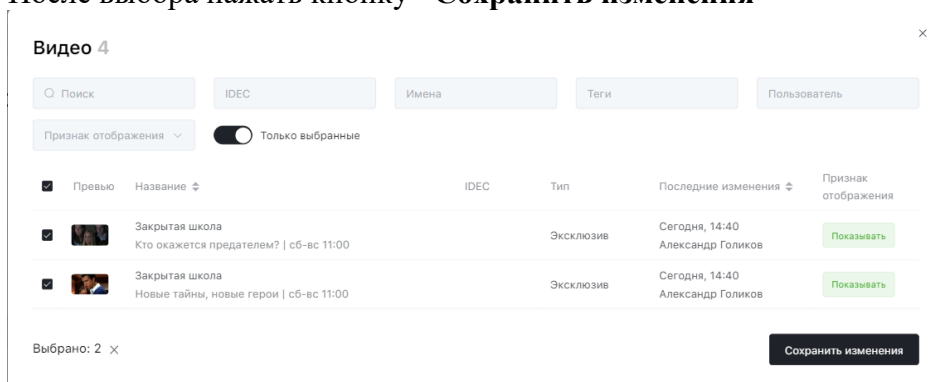 После выбора нажать кнопку "Сохранить изменения"
Видео 4
Поиск IDEC Имена Теги Пользователь
Признак отображения Только выбранные
Превью Название IDEC Тип Последние изменения Признак отображения
Закрытая школа
Кто окажется предателем? | сб-вс 11:00
Эксклюзив
Сегодня, 14:40
Александр Голиков
Показывать
Закрытая школа
Новые тайны, новые герои | сб-вс 11:00
Эксклюзив
Сегодня, 14:40
Александр Голиков
Показывать
Выбрано: 2
Сохранить изменения